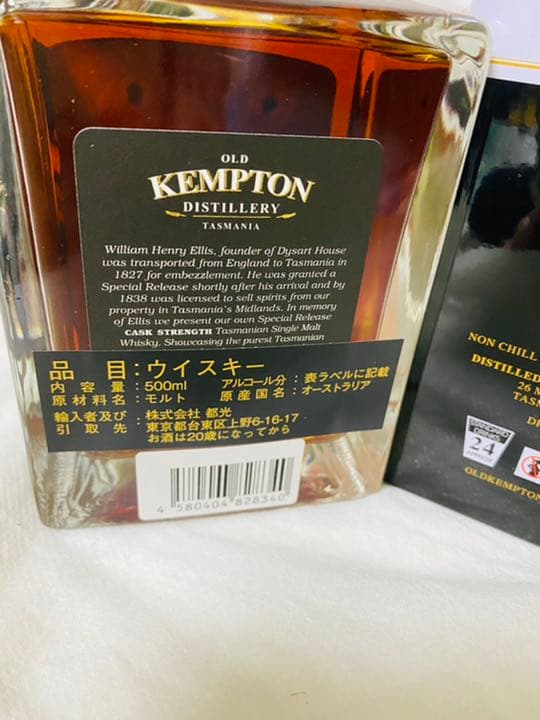 OLD
KEMPTON
DISTILLERY
TASMANIA
William Henry Ellis, founder of Dysart House
was transported from England to Tasmania in
1827 for embezzlement. He was granted a
Special Release shortly after his arrival and by
1838 was licensed to sell spirits from our
property in Tasmania's Midlands. In memory
of Ellis we present our own Special Release
CASK STRENGTH Tasmanian Single Malt
Whisky. Showcasing the purest Tasmanian
品目:ウイスキー
内容量:500ml アルコール分:表ラベルに記載
原材料名:モルト 原産国名:オーストラリア
輸入者及び引取先:株式会社 都光
東京都台東区上野6-16-17
お酒は20歳になってから
4 580404 828340
NON CHILL
DISTILLED
26 M
TASM
DI
STANDARD
DRINKS
24
OLDKEMPTON